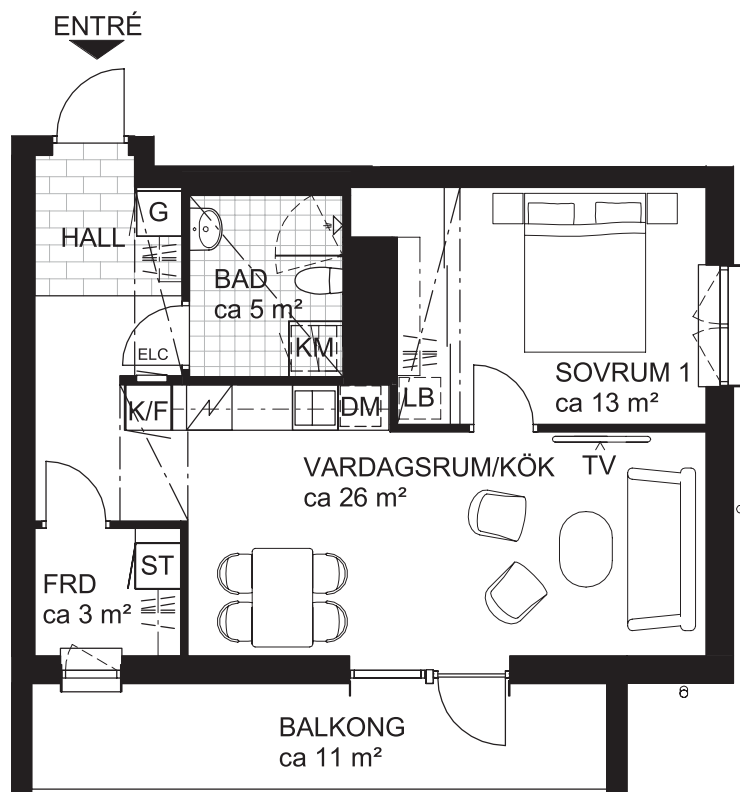 ENTRÉ
G
HALL
BAD
ca 5 m²
ELC
KM
SOVRUM 1
ca 13 m²
K/F
DM
LB
VARDAGSRUM/KÖK
ca 26 m²
TV
ST
FRD
ca 3 m²
BALKONG
ca 11 m²